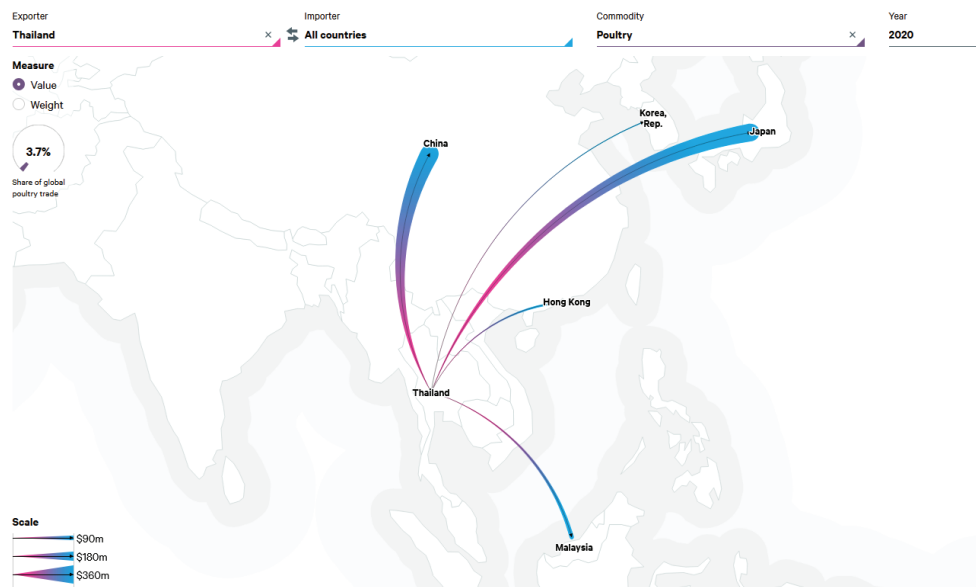 Exporter
Thailand
Importer
All countries
Commodity
Poultry
Year
2020
Measure
Value
Weight
3.7%
Share of global
poultry trade
China
Korea,
Rep.
Japan
Hong Kong
Thailand
Malaysia
Scale
$90m
$180m
$360m